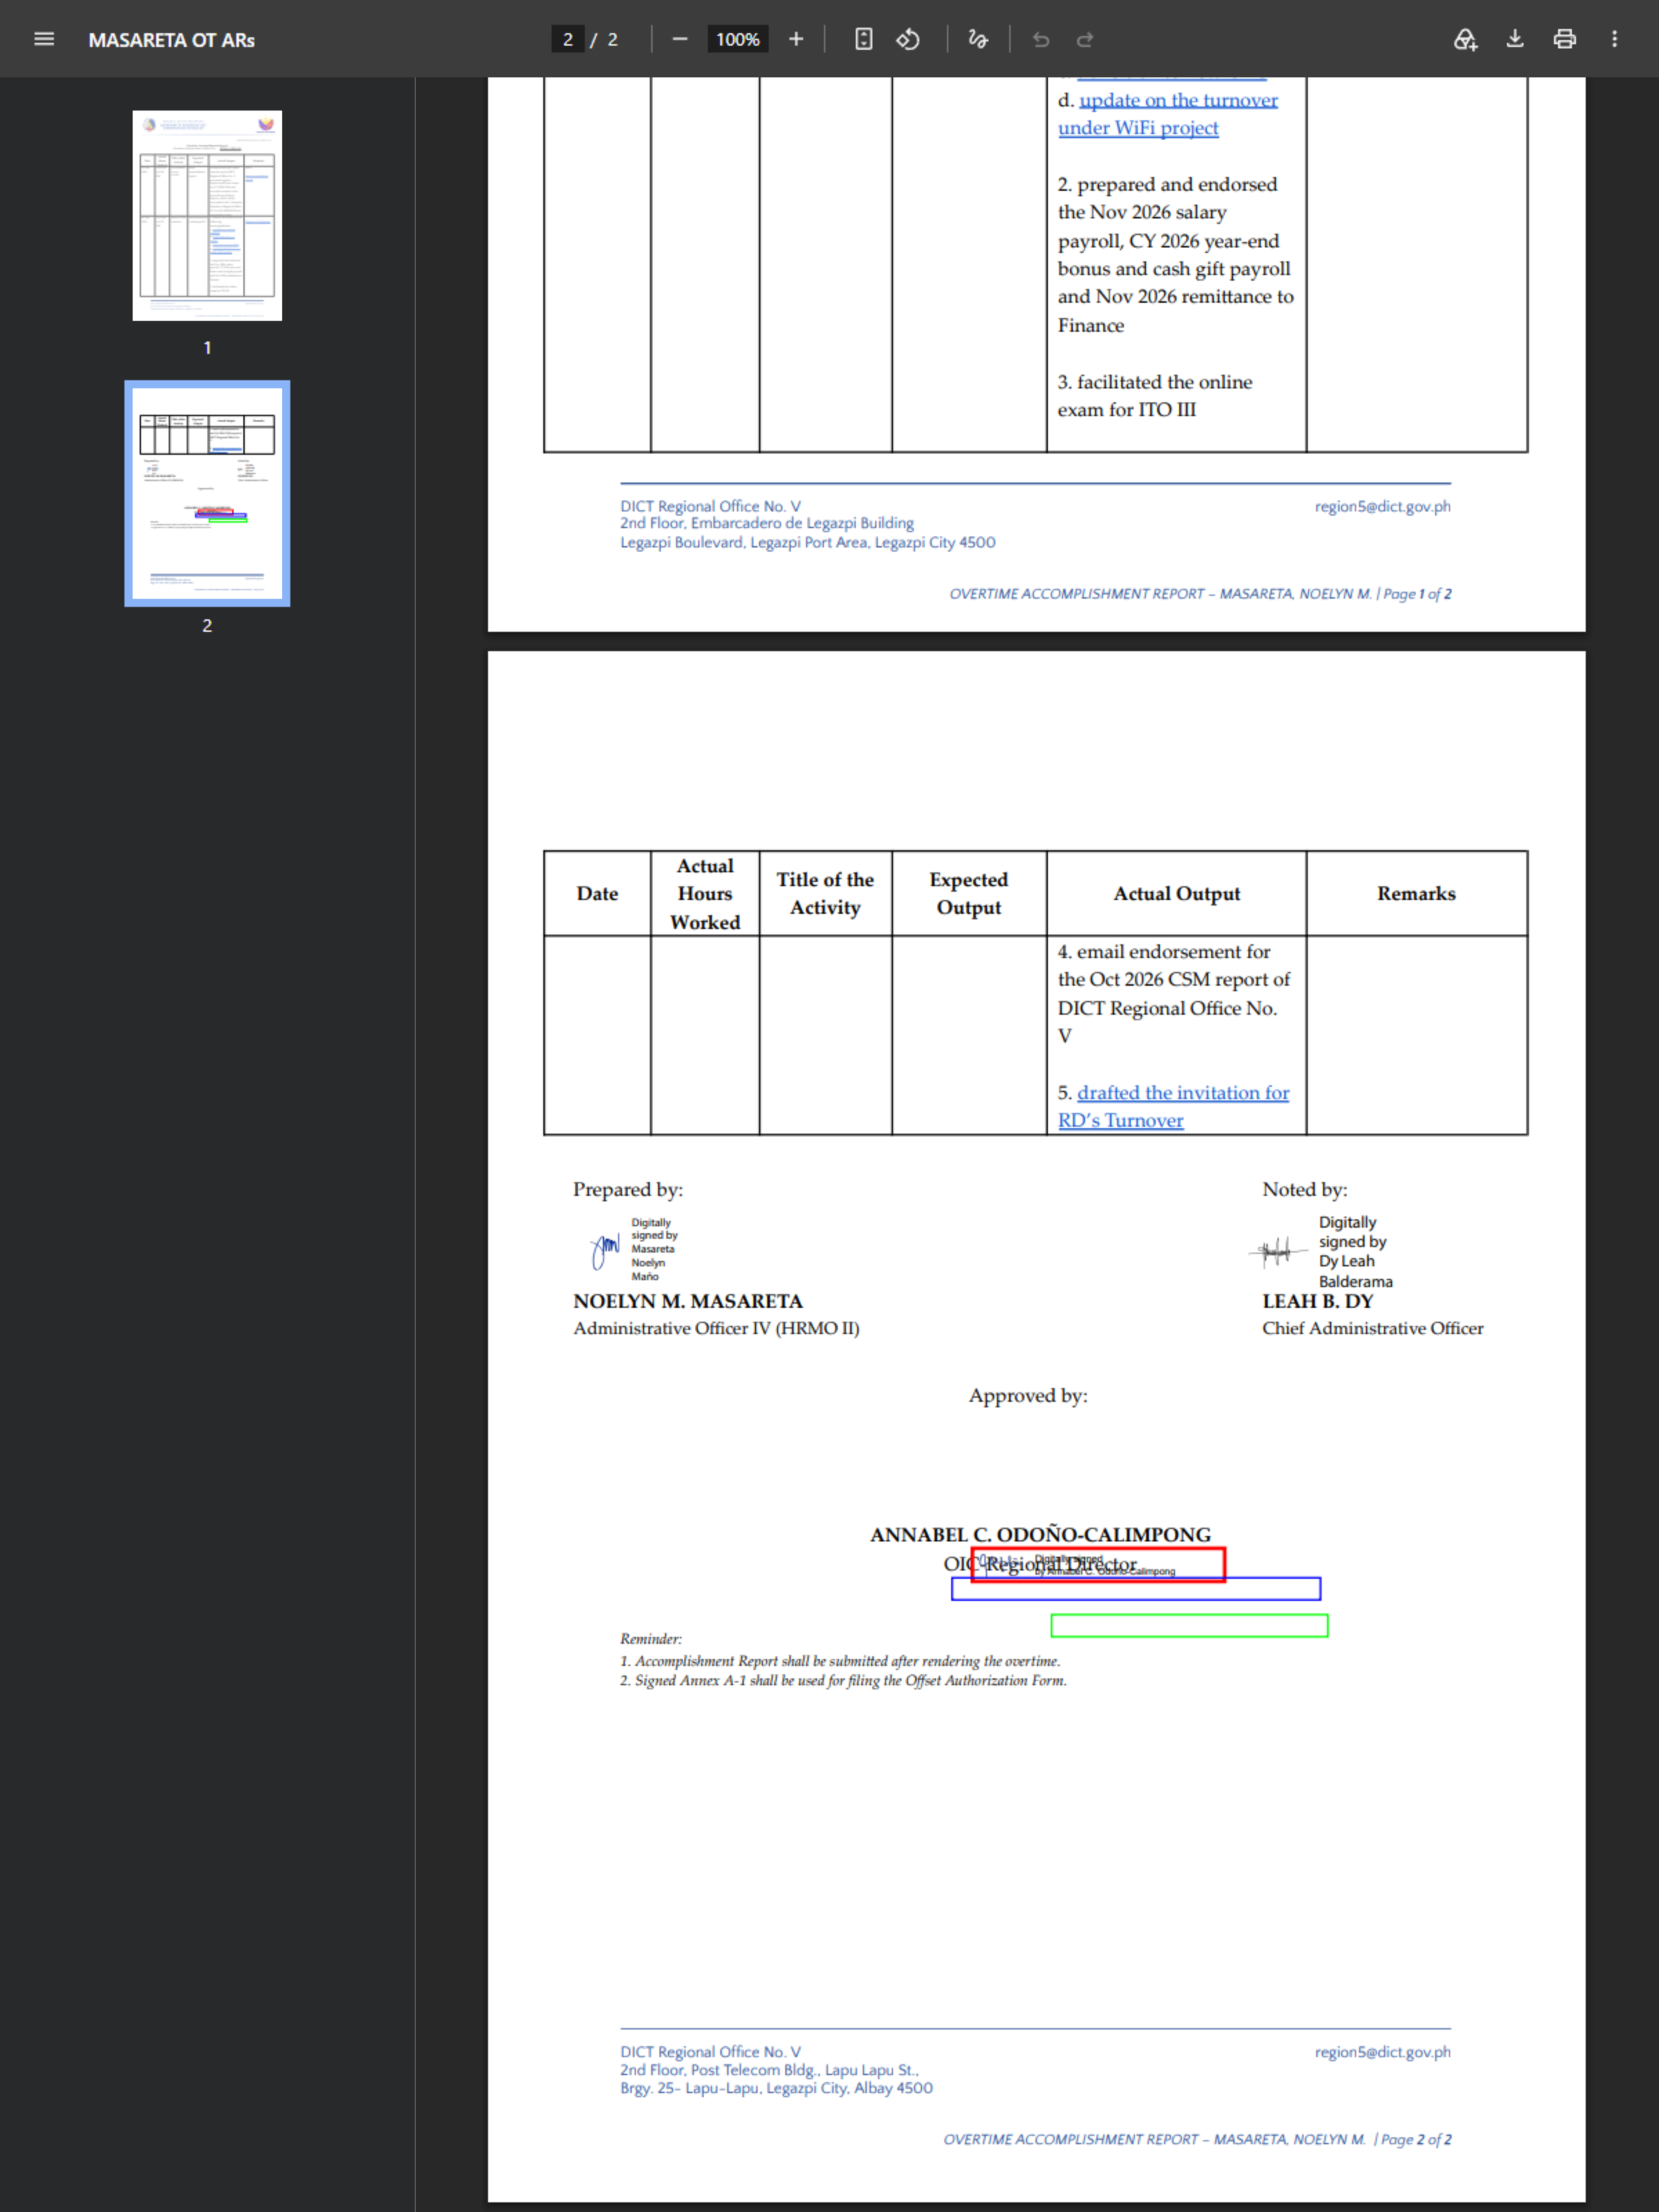 MASARETA OT ARs
2 / 2
100%
1
2
d. update on the turnover
under WiFi project
2. prepared and endorsed
the Nov 2026 salary
payroll, CY 2026 year-end
bonus and cash gift payroll
and Nov 2026 remittance to
Finance
3. facilitated the online
exam for ITO III
DICT Regional Office No. V
region5@dict.gov.ph
2nd Floor, Embarcadero de Legazpi Building
Legazpi Boulevard, Legazpi Port Area, Legazpi City 4500
OVERTIME ACCOMPLISHMENT REPORT – MASARETA, NOELYN M. | Page 1 of 2
Date
Actual
Hours
Worked
Title of the
Activity
Expected
Output
Actual Output
Remarks
4. email endorsement for
the Oct 2026 CSM report of
DICT Regional Office No.
V
5. drafted the invitation for
RD's Turnover
Prepared by:
Digitally
signed by
Masareta
Noelyn
Maño
NOELYN M. MASARETA
Administrative Officer IV (HRMO II)
Noted by:
Digitally
signed by
Dy Leah
Balderama
LEAH B. DY
Chief Administrative Officer
Approved by:
ANNABEL C. ODOÑO-CALIMPONG
OIC-Regional Director
Digitally signed
by Annabel C. Odoño-Calimpong
Reminder:
1. Accomplishment Report shall be submitted after rendering the overtime.
2. Signed Annex A-1 shall be used for filing the Offset Authorization Form.
DICT Regional Office No. V
region5@dict.gov.ph
2nd Floor, Post Telecom Bldg., Lapu Lapu St.,
Brgy. 25- Lapu-Lapu, Legazpi City, Albay 4500
OVERTIME ACCOMPLISHMENT REPORT – MASARETA, NOELYN M. | Page 2 of 2